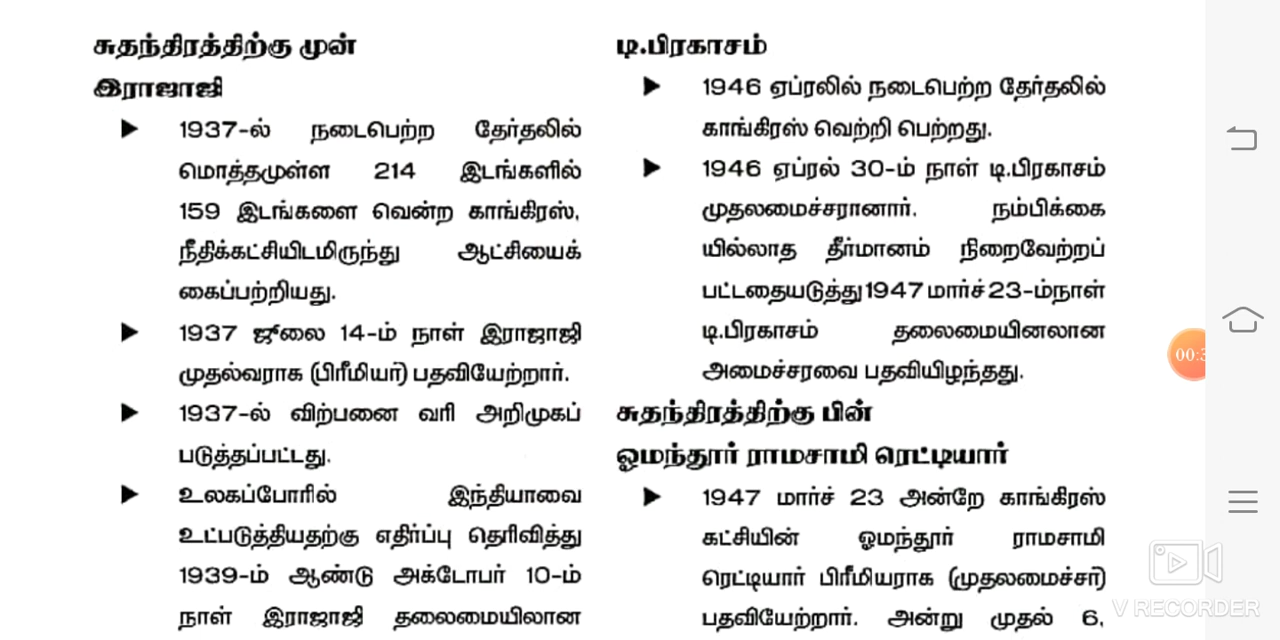 சுதந்திரத்திற்கு முன்
இராஜாஜி
1937-ல் நடைபெற்ற தேர்தலில்
மொத்தமுள்ள 214 இடங்களில்
159 இடங்களை வென்ற காங்கிரஸ்,
நீதிக்கட்சியிடமிருந்து ஆட்சியைக்
கைப்பற்றியது.
1937 ஜூலை 14-ம் நாள் இராஜாஜி
முதல்வராக (பிரீமியர்) பதவியேற்றார்.
1937-ல் விற்பனை வரி அறிமுகப்
படுத்தப்பட்டது.
உலகப்போரில் இந்தியாவை
உட்படுத்தியதற்கு எதிர்ப்பு தெரிவித்து
1939-ம் ஆண்டு அக்டோபர் 10-ம்
நாள் இராஜாஜி தலைமையிலான
டி.பிரகாசம்
1946 ஏப்ரலில் நடைபெற்ற தேர்தலில்
காங்கிரஸ் வெற்றி பெற்றது.
1946 ஏப்ரல் 30-ம் நாள் டி.பிரகாசம்
முதலமைச்சரானார். நம்பிக்கை
யில்லாத தீர்மானம் நிறைவேற்றப்
பட்டதையடுத்து 1947 மார்ச் 23-ம்நாள்
டி.பிரகாசம் தலைமையினலான
அமைச்சரவை பதவியிழந்தது.
சுதந்திரத்திற்கு பின்
ஓமந்தூர் ராமசாமி ரெட்டியார்
1947 மார்ச் 23 அன்றே காங்கிரஸ்
கட்சியின் ஓமந்தூர் ராமசாமி
ரெட்டியார் பிரீமியராக (முதலமைச்சர்)
பதவியேற்றார். அன்று முதல் 6,
V RECORDER